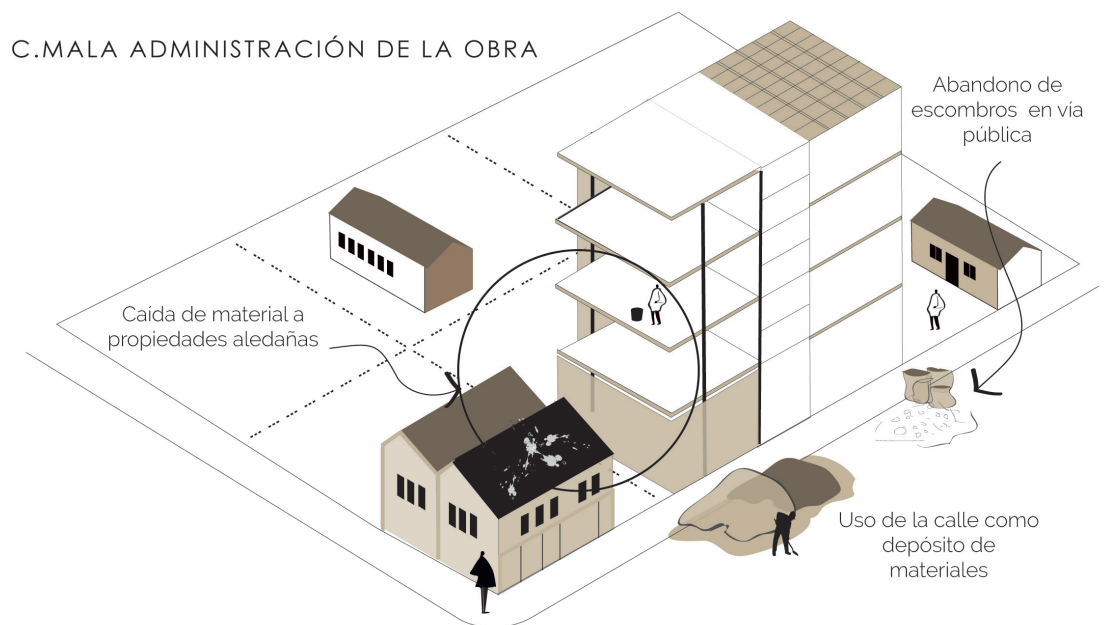 C.MALA ADMINISTRACIÓN DE LA OBRA
Abandono de
escombros en vía
pública
Caída de material a
propiedades aledañas
Uso de la calle como
depósito de
materiales